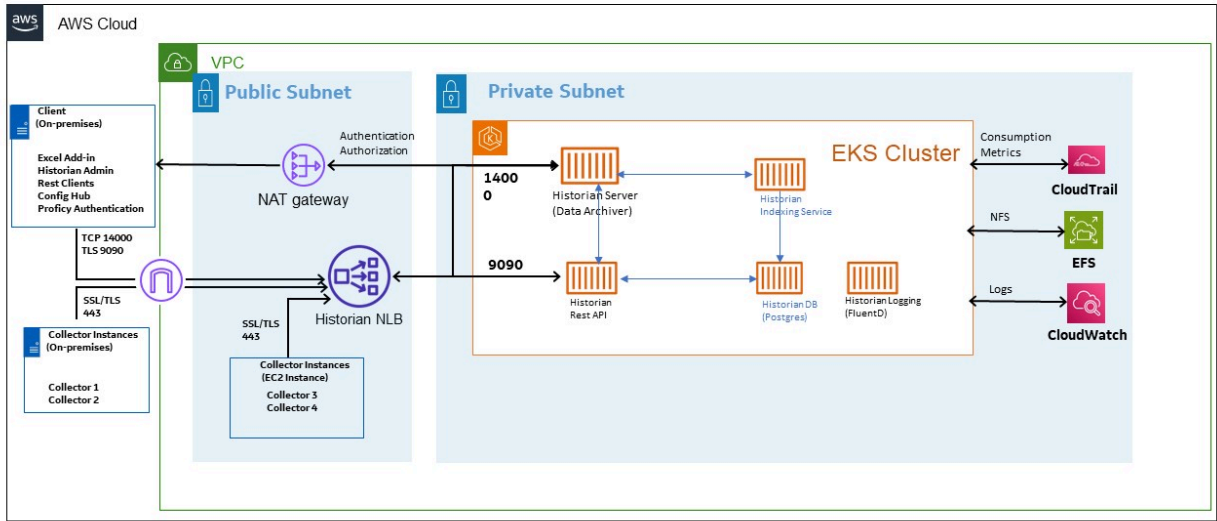 aws
AWS Cloud
VPC
Public Subnet
Private Subnet
Client
(On-premises)
Excel Add-in
Historian Admin
Rest Clients
Config Hub
Proficy Authentication
TCP 14000
TLS 9090
SSL/TLS
443
Collector Instances
(On-premises)
Collector 1
Collector 2
NAT gateway
Authentication
Authorization
Historian NLB
SSL/TLS
443
Collector Instances
(EC2 Instance)
Collector 3
Collector 4
1400
0
9090
EKS Cluster
Historian Server
(Data Archiver)
Historian
Indexing Service
Historian
Rest API
Historian DB
(Postgres)
Historian Logging
(FluentD)
Consumption
Metrics
CloudTrail
NFS
EFS
Logs
CloudWatch